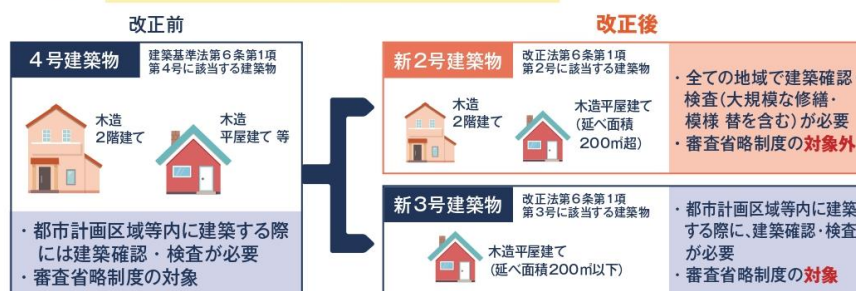 改正前
4号建築物
建築基準法第6条第1項
第4号に該当する建築物
木造
2階建て
木造
平屋建て 等
・都市計画区域等内に建築する際
には建築確認・検査が必要
・審査省略制度の対象
改正後
新2号建築物
改正法第6条第1項
第2号に該当する建築物
木造
2階建て
木造平屋建て
(延べ面積
200㎡超)
・全ての地域で建築確認
検査(大規模な修繕・
模様 替を含む)が必要
・審査省略制度の対象外
新3号建築物
改正法第6条第1項
第3号に該当する建築物
木造平屋建て
(延べ面積200㎡以下)
・都市計画区域等内に建築
する際に、建築確認・検査
が必要
・審査省略制度の対象